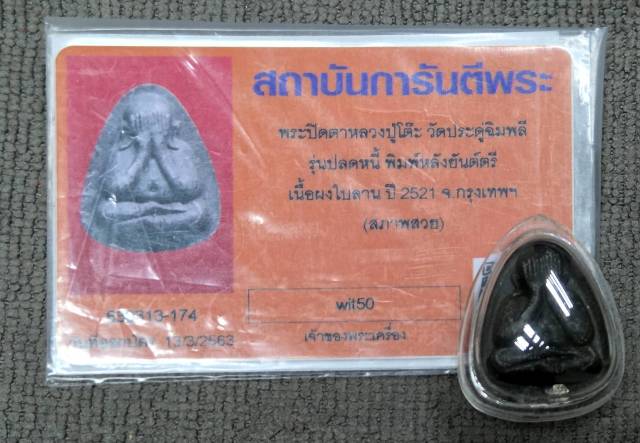 สถาบันการันตีพระ
พระปิดตาหลวงปู่โต๊ะ วัดประดู่ฉิมพลี
รุ่นปลดหนี้ พิมพ์หลังยันต์ตรี
เนื้อผงใบลาน ปี 2521 จ.กรุงเทพฯ
(สภาพสวย)
wit50
เจ้าของพระเครื่อง
13/3/2563